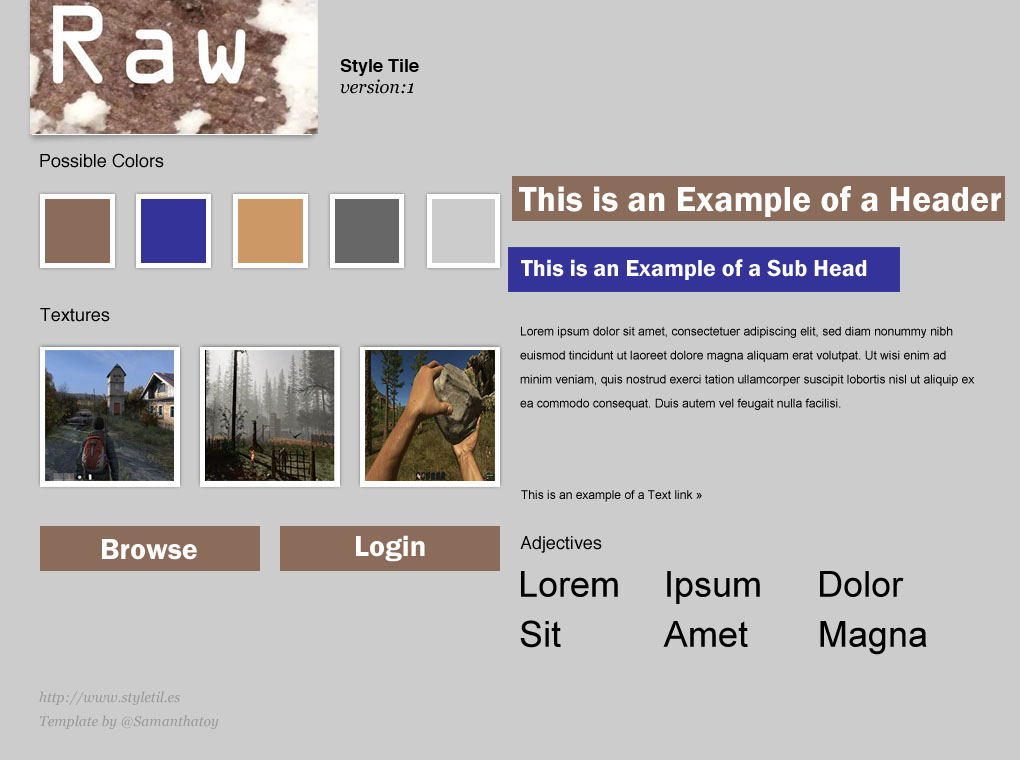 Raw
Style Tile
version:1
Possible Colors
Textures
Browse
Login
This is an Example of a Header
This is an Example of a Sub Head
Lorem ipsum dolor sit amet, consectetuer adipiscing elit, sed diam nonummy nibh
euismod tincidunt ut laoreet dolore magna aliquam erat volutpat. Ut wisi enim ad
minim veniam, quis nostrud exerci tation ullamcorper suscipit lobortis nisl ut aliquip ex
ea commodo consequat. Duis autem vel feugait nulla facilisi.
This is an example of a Text link »
Adjectives
Lorem Ipsum Dolor
Sit Amet Magna
http://www.styletil.es
Template by @Samanthatoy